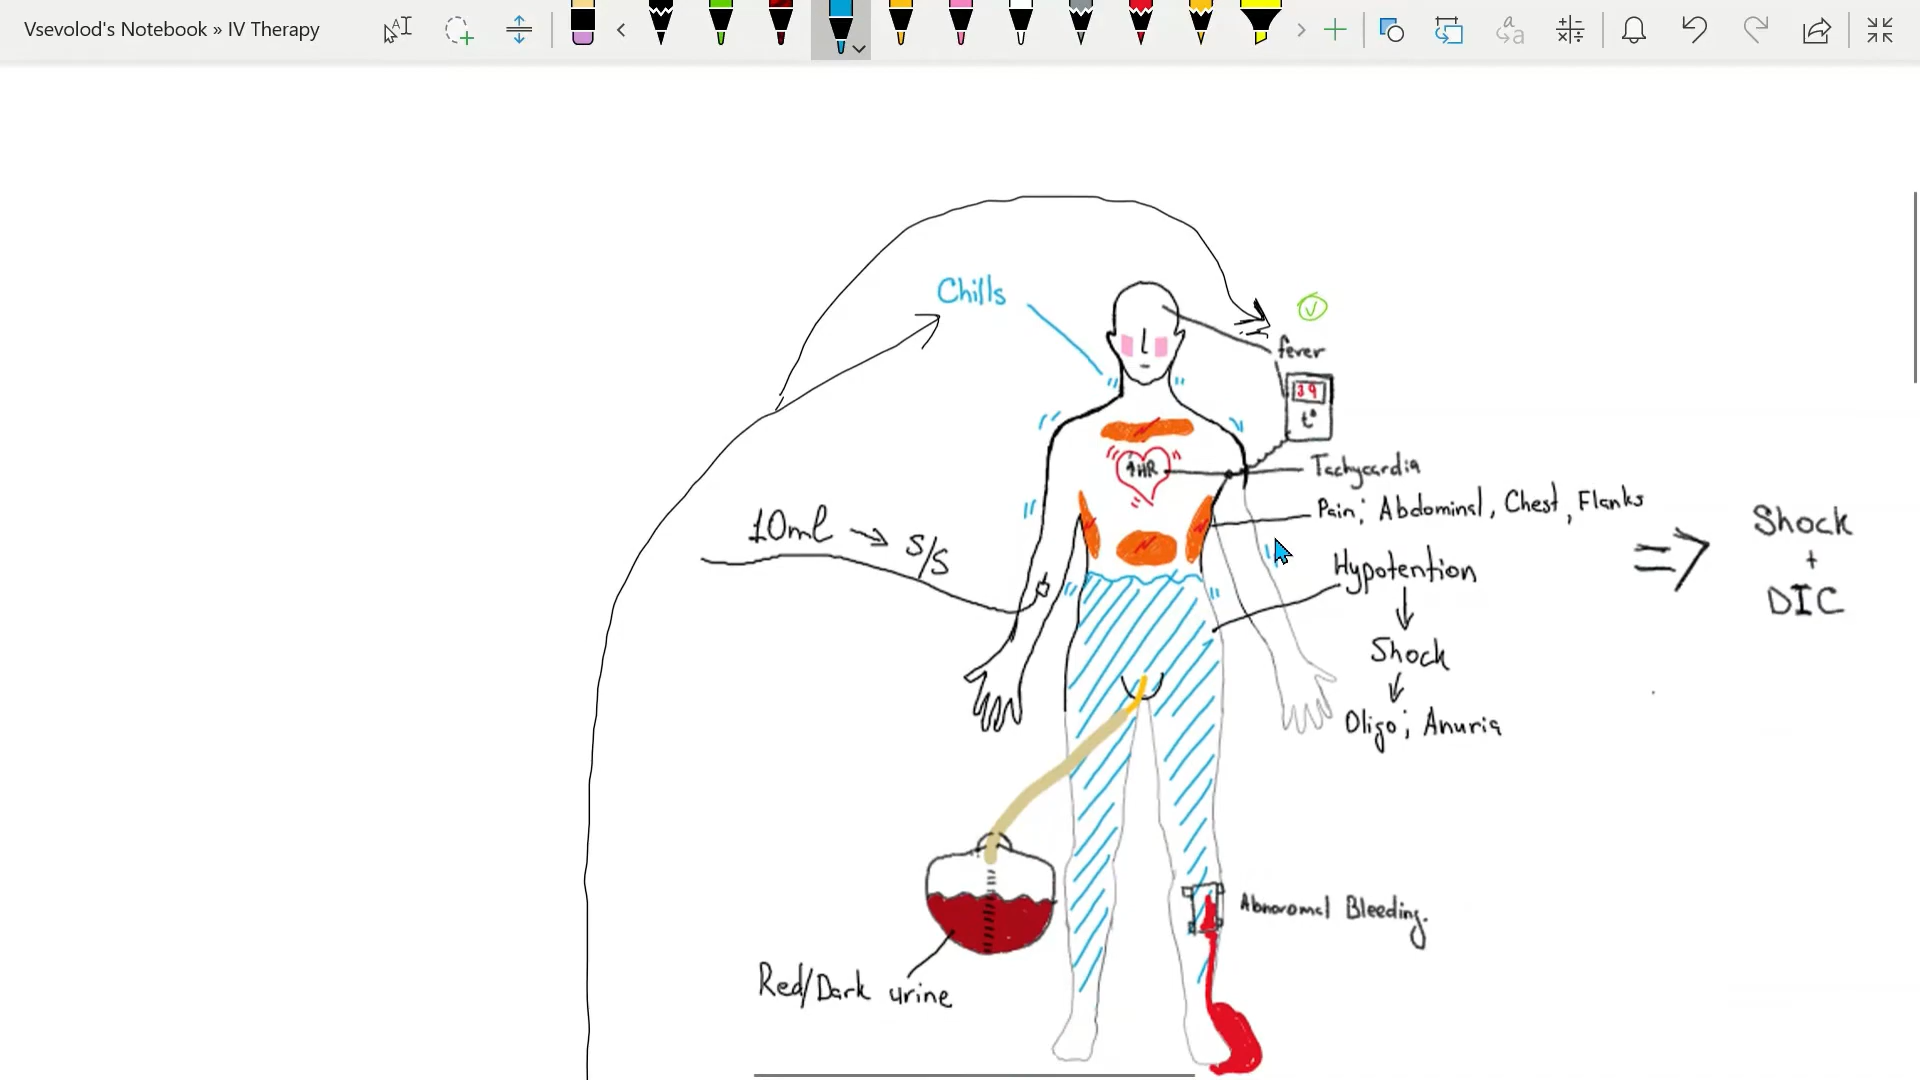 Vsevolod's Notebook » IV Therapy
Chills
fever
39
t°
HR
Tachycardia
Pain; Abdominal, Chest, Flanks
10ml → S/S
Hypotention
↓
Shock
↓
Oligo; Anuria
=> Shock
+
DIC
Abnoromal Bleeding.
Red/Dark urine